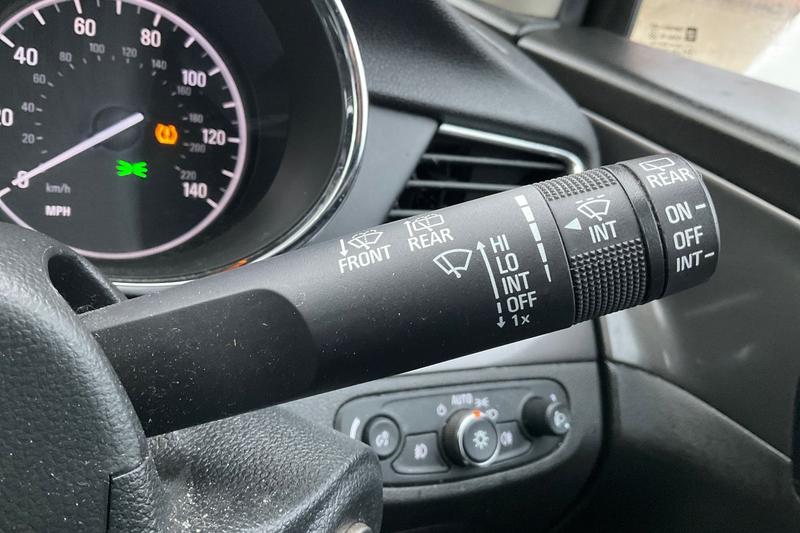 20
40
60
80
100
120
140
0
20
40
60
80
100
120
140
160
180
200
220
km/h
MPH
FRONT
REAR
HI
LO
INT
OFF
1x
INT
REAR
ON
OFF
INT
AUTO